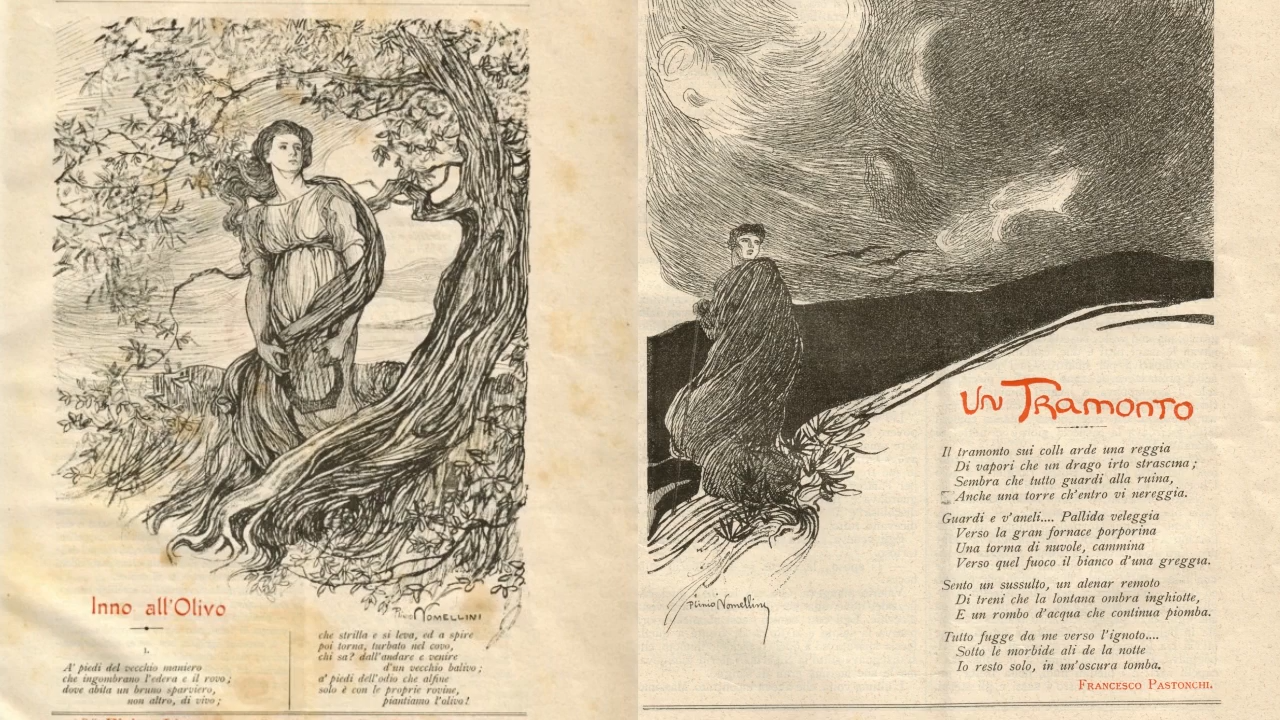 Plinio NOMELLINI
Inno all'Olivo
I.
A' piedi del vecchio maniero
che ingombrano l'edera e il rovo;
dove abita un bruno sparviero,
non altro, di vivo;
che strilla e si leva, ed a spire
poi torna, turbato nel covo,
chi sa? dall'andare e venire
d'un vecchio balivo;
a' piedi dell'odio che alfine
solo è con le proprie rovine,
piantiamo l'olivo!
Un Tramonto
Il tramonto sui colli arde una reggia
Di vapori che un drago irto strascina;
Sembra che tutto guardi alla ruina,
Anche una torre ch'entro vi nereggia.
Guardi e v'aneli.... Pallida veleggia
Verso la gran fornace porporina
Una torma di nuvole, cammina
Verso quel fuoco il bianco d'una greggia.
Sento un sussulto, un alenar remoto
Di treni che la lontana ombra inghiotte,
E un rombo d'acqua che continua piomba.
Tutto fugge da me verso l'ignoto....
Sotto le morbide ali de la notte
Io resto solo, in un'oscura tomba.
FRANCESCO PASTONCHI.
Plinio Nomellini